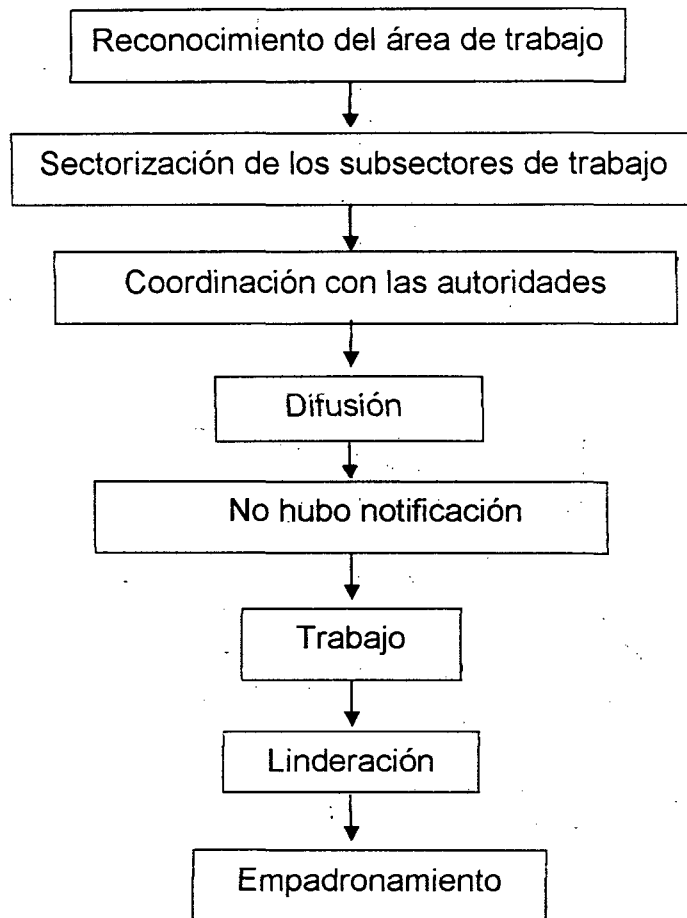 Reconocimiento del área de trabajo
Sectorización de los subsectores de trabajo
Coordinación con las autoridades
Difusión
No hubo notificación
Trabajo
Linderación
Empadronamiento